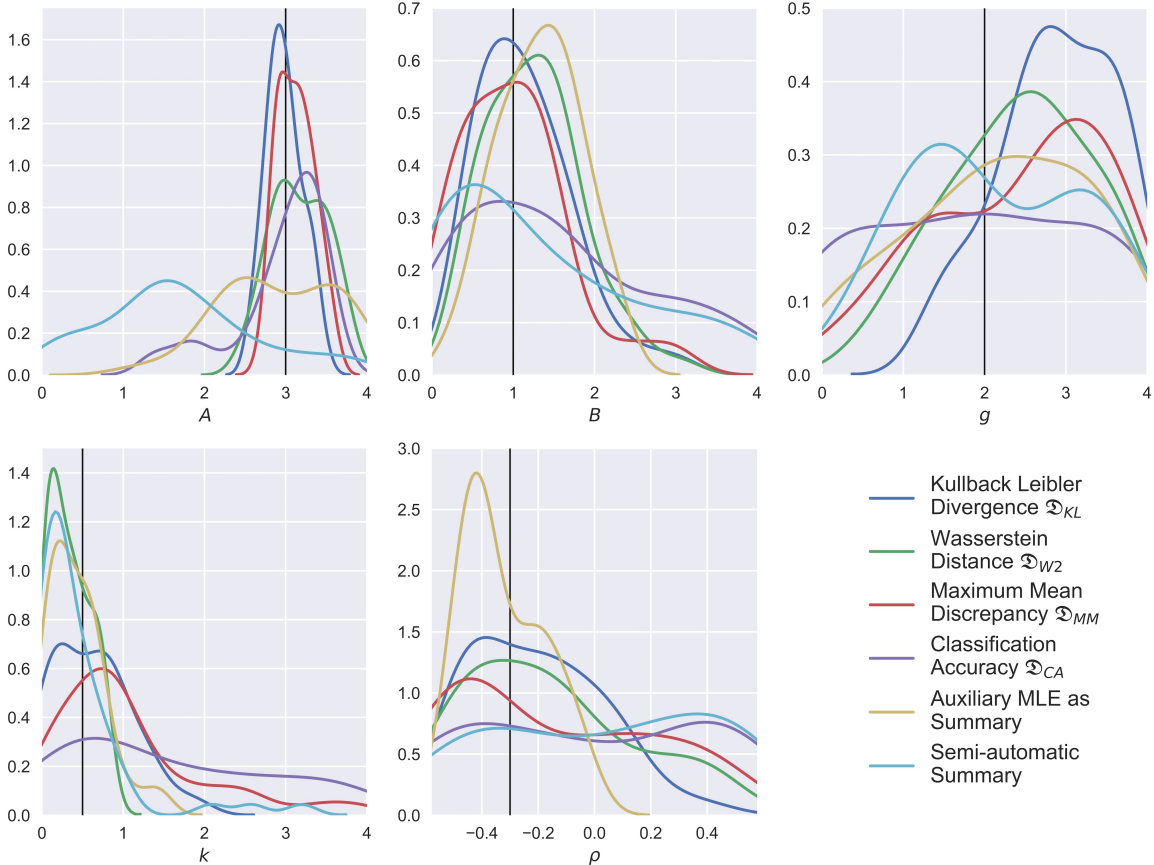 1.6
1.4
1.2
1.0
0.8
0.6
0.4
0.2
0.0
0 1 2 3 4
A
0.7
0.6
0.5
0.4
0.3
0.2
0.1
0.0
0 1 2 3 4
B
0.5
0.4
0.3
0.2
0.1
0.0
0 1 2 3 4
g
1.4
1.2
1.0
0.8
0.6
0.4
0.2
0.0
0 1 2 3 4
k
3.0
2.5
2.0
1.5
1.0
0.5
0.0
−0.4 −0.2 0.0 0.2 0.4
ρ
Kullback Leibler
Divergence 𝔇_KL
Wasserstein
Distance 𝔇_W2
Maximum Mean
Discrepancy 𝔇_MM
Classification
Accuracy 𝔇_CA
Auxiliary MLE as
Summary
Semi-automatic
Summary